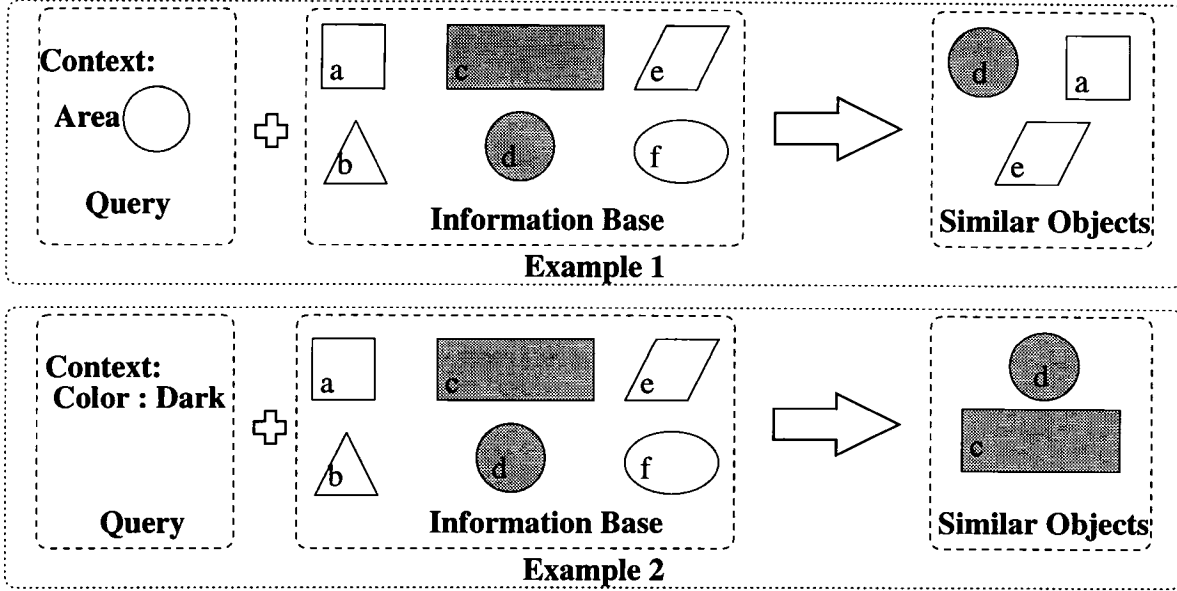 Context:
Area
Query
a
c
e
b
d
f
Information Base
d
a
e
Similar Objects
Example 1
Context:
Color : Dark
Query
a
c
e
b
d
f
Information Base
d
c
Similar Objects
Example 2